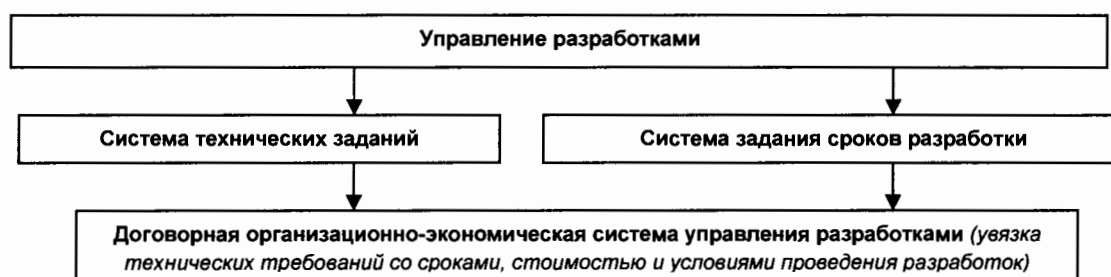 Управление разработками
Система технических заданий
Система задания сроков разработки
Договорная организационно-экономическая система управления разработками (увязка
технических требований со сроками, стоимостью и условиями проведения разработок)